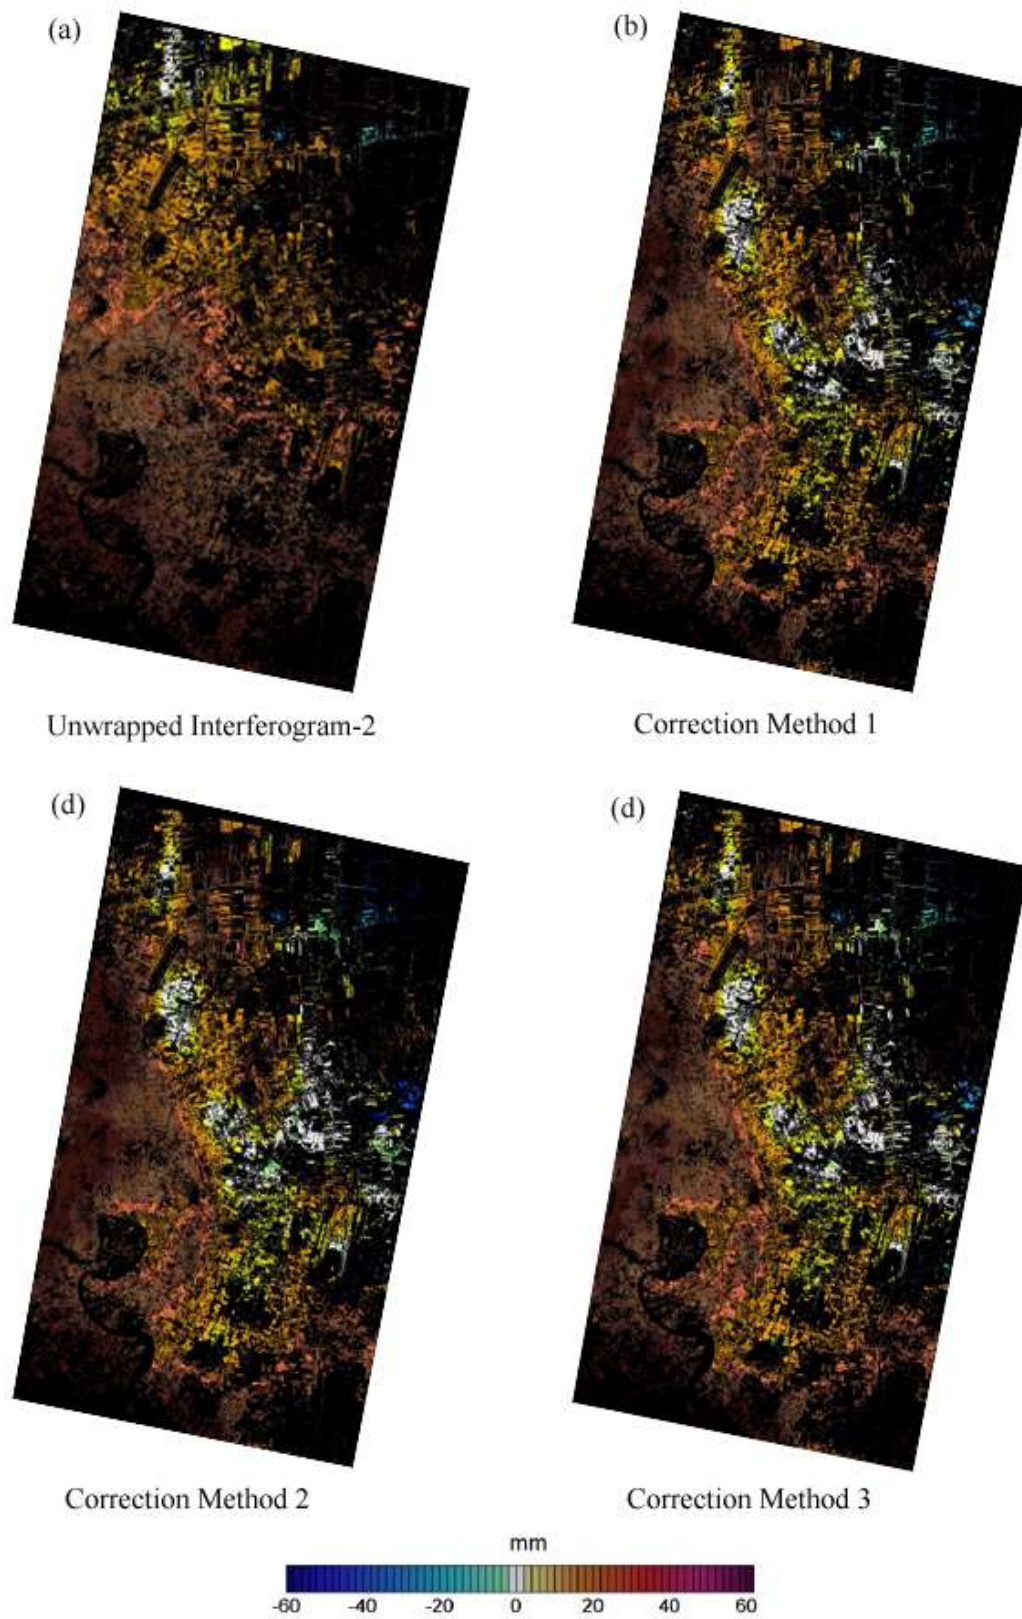 (a)
(b)
Unwrapped Interferogram-2
Correction Method 1
(d)
(d)
Correction Method 2
Correction Method 3
mm
-60 -40 -20 0 20 40 60